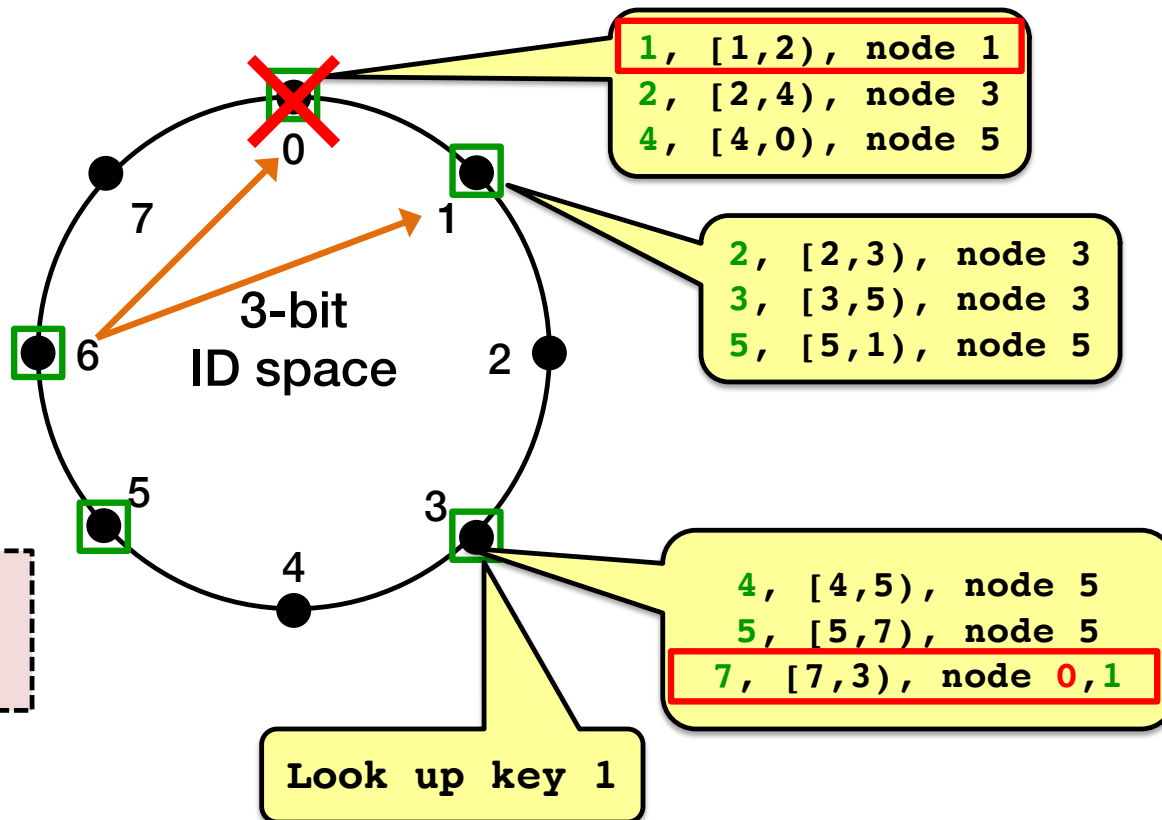 1, [1,2), node 1
2, [2,4), node 3
4, [4,0), node 5
0
7
1
2, [2,3), node 3
3, [3,5), node 3
5, [5,1), node 5
3-bit
ID space
6
2
5
3
4
4, [4,5), node 5
5, [5,7), node 5
7, [7,3), node 0,1
Look up key 1